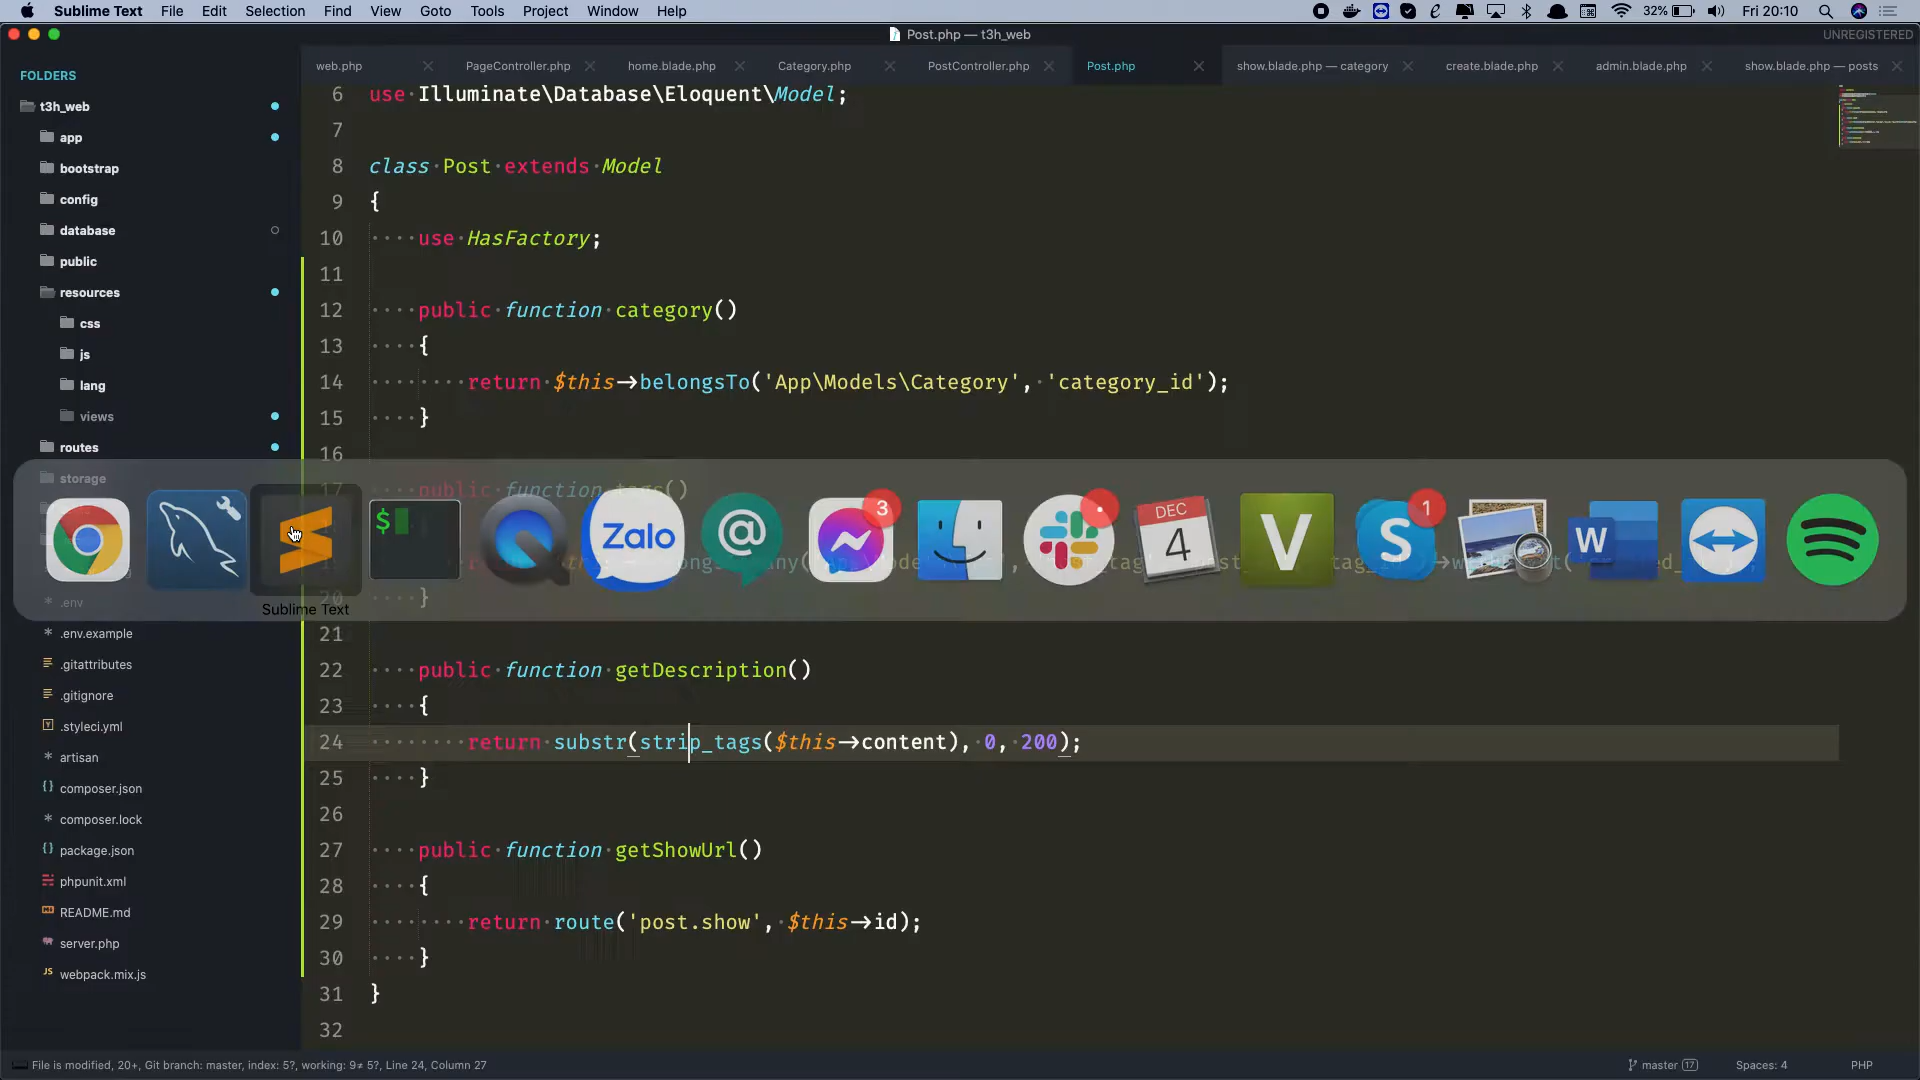 Sublime Text File Edit Selection Find View Goto Tools Project Window Help 32% Fri 20:10
Post.php — t3h_web UNREGISTERED
FOLDERS
t3h_web
app
bootstrap
config
database
public
resources
css
js
lang
views
routes
storage
.env
.env.example
.gitattributes
.gitignore
.styleci.yml
artisan
composer.json
composer.lock
package.json
phpunit.xml
README.md
server.php
webpack.mix.js
web.php PageController.php home.blade.php Category.php PostController.php Post.php show.blade.php — category create.blade.php admin.blade.php show.blade.php — posts
6 use Illuminate\Database\Eloquent\Model;
7
8 class Post extends Model
9 {
10 use HasFactory;
11
12 public function category()
13 {
14 return $this→belongsTo('App\Models\Category', 'category_id');
15 }
16
17 public function tags()
20 }
21
22 public function getDescription()
23 {
24 return substr(strip_tags($this→content), 0, 200);
25 }
26
27 public function getShowUrl()
28 {
29 return route('post.show', $this→id);
30 }
31 }
32
$ Zalo @ 3 DEC 4 V S 1 W
Sublime Text
File is modified, 20+, Git branch: master, index: 5?, working: 9≠ 5?, Line 24, Column 27 master 17 Spaces: 4 PHP